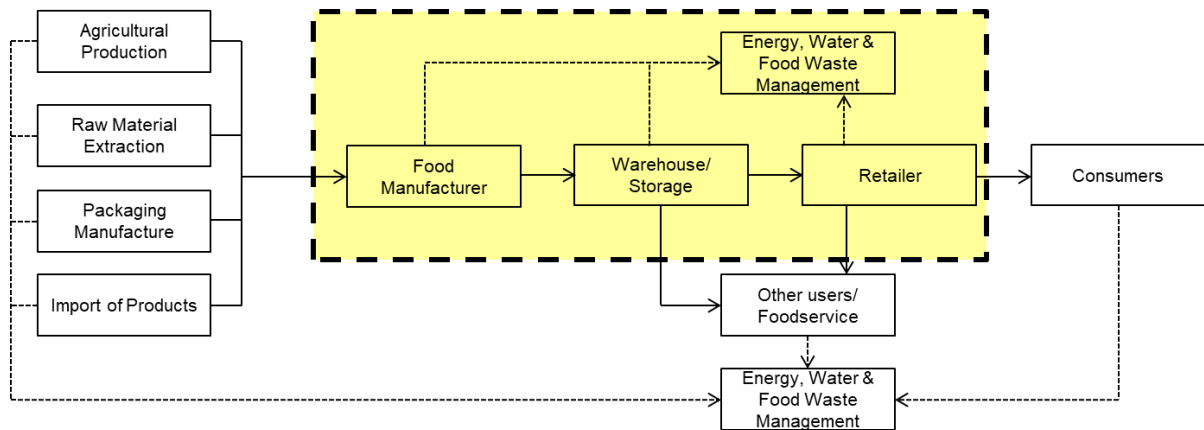 Agricultural
Production
Raw Material
Extraction
Packaging
Manufacture
Import of Products
Energy, Water &
Food Waste
Management
Food
Manufacturer
Warehouse/
Storage
Retailer
Consumers
Other users/
Foodservice
Energy, Water &
Food Waste
Management